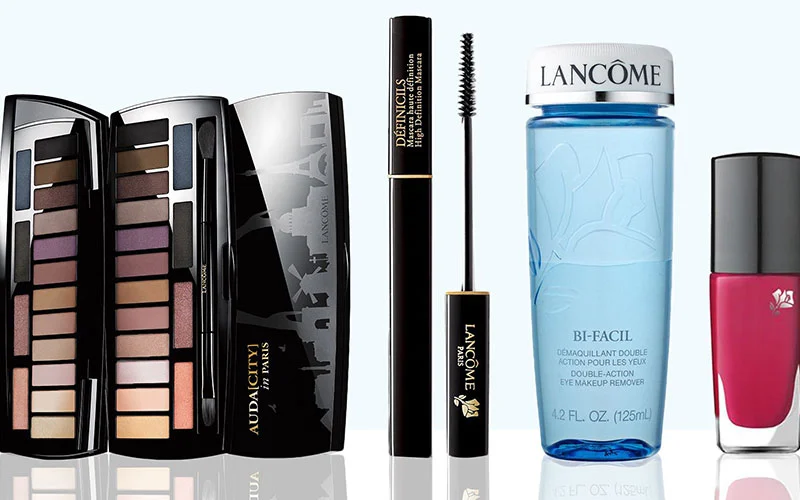 LANCÔME
AUDA[CITY]
in PARIS
LANCÔME
DÉFINICILS
Mascara haute définition
High Definition Mascara
LANCÔME
PARIS
LANCÔME
BI-FACIL
DÉMAQUILLANT DOUBLE
ACTION POUR LES YEUX
DOUBLE-ACTION
EYE MAKEUP REMOVER
4.2 FL. OZ. (125mL)